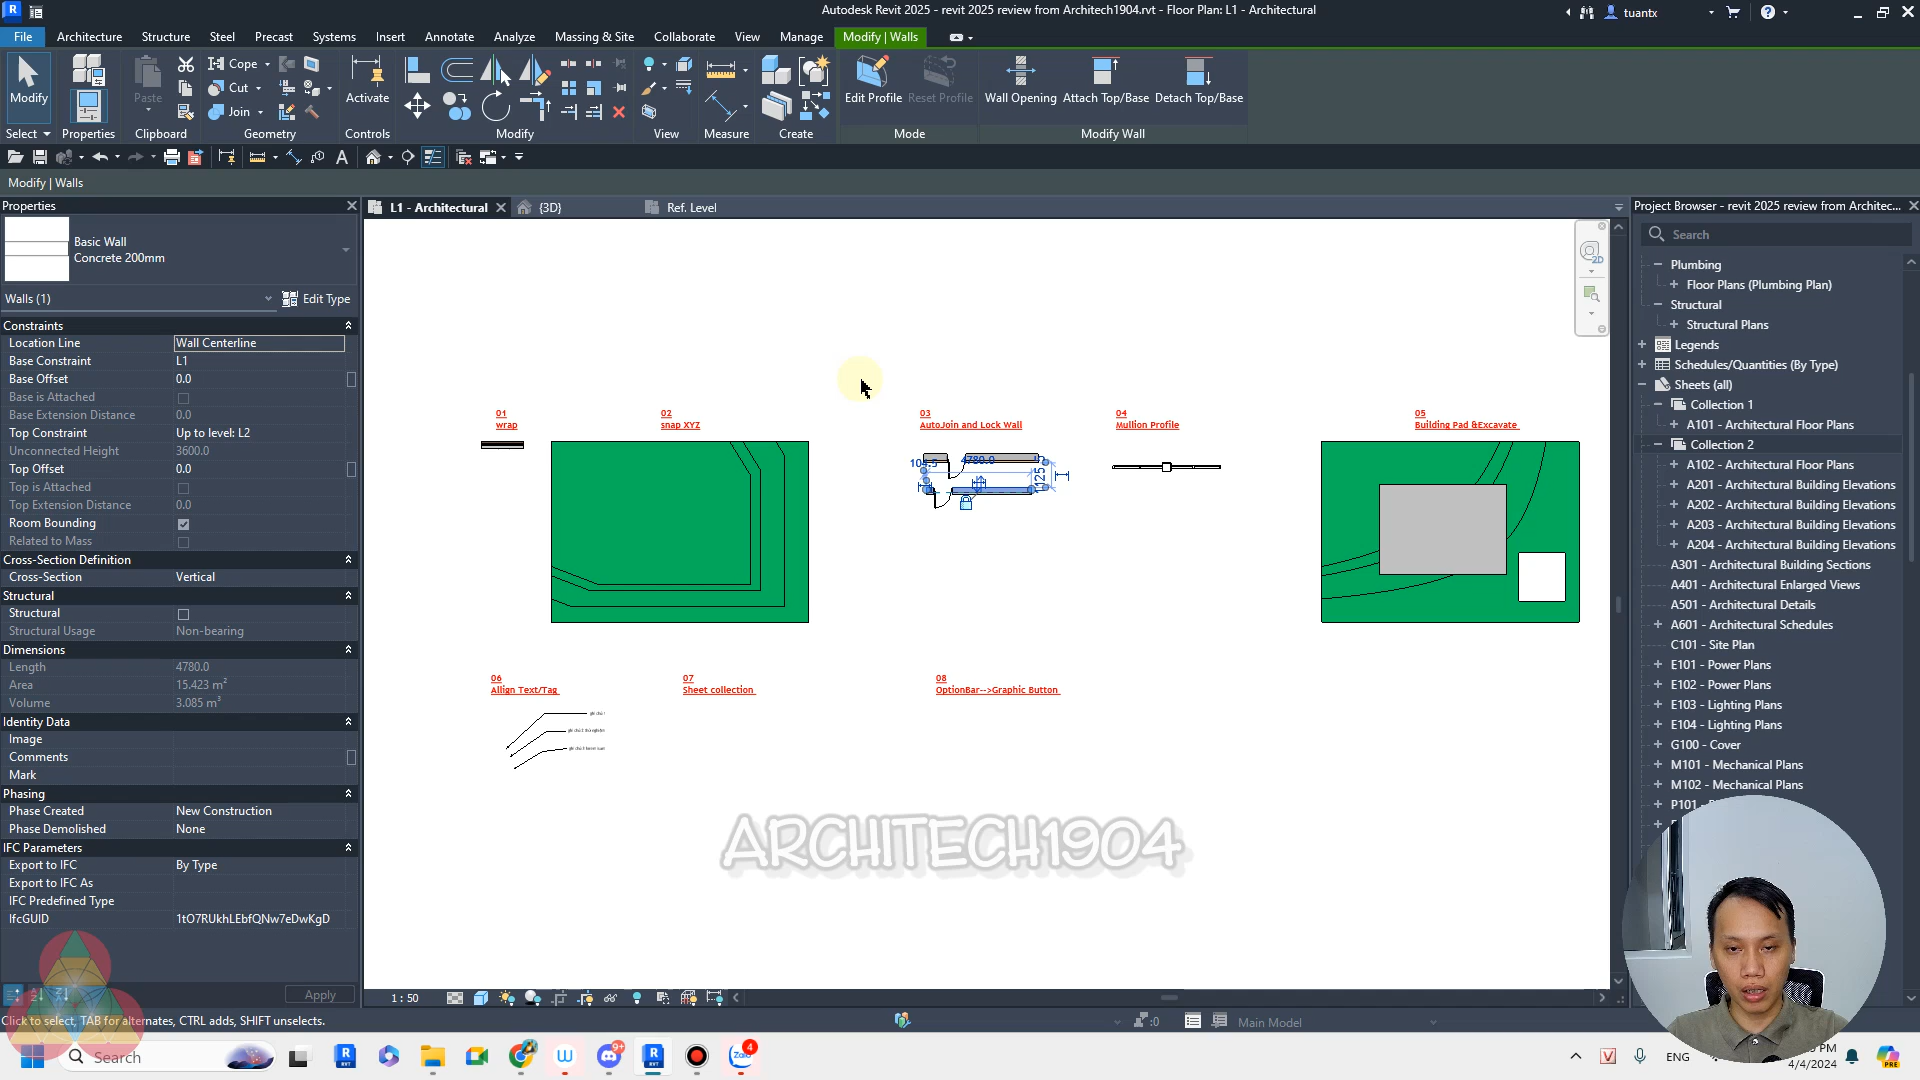 Autodesk Revit 2025 - revit 2025 review from Architech1904.rvt - Floor Plan: L1 - Architectural
tuantx
File Architecture Structure Steel Precast Systems Insert Annotate Analyze Massing & Site Collaborate View Manage Modify | Walls
Cope
Cut
Join
Modify
Paste
Activate
Edit Profile Reset Profile
Wall Opening Attach Top/Base Detach Top/Base
Select Properties Clipboard Geometry Controls Modify View Measure Create Mode Modify Wall
Modify | Walls
Properties
L1 - Architectural
{3D}
Ref. Level
Project Browser - revit 2025 review from Architec...
Basic Wall
Concrete 200mm
Walls (1)
Edit Type
Constraints
Location Line Wall Centerline
Base Constraint L1
Base Offset 0.0
Base is Attached
Base Extension Distance 0.0
Top Constraint Up to level: L2
Unconnected Height 3600.0
Top Offset 0.0
Top is Attached
Top Extension Distance 0.0
Room Bounding
Related to Mass
Cross-Section Definition
Cross-Section Vertical
Structural
Structural
Structural Usage Non-bearing
Dimensions
Length 4780.0
Area 15.423 m²
Volume 3.085 m³
Identity Data
Image
Comments
Mark
Phasing
Phase Created New Construction
Phase Demolished None
IFC Parameters
Export to IFC By Type
Export to IFC As
IFC Predefined Type
IfcGUID 1tO7RUkhLEbfQNw7eDwKgD
Apply
01
wrap
02
snap XYZ
03
AutoJoin and Lock Wall
04
Mullion Profile
05
Building Pad &Excavate
104.5
4780.0
06
Allign Text/Tag
07
Sheet collection
08
OptionBar-->Graphic Button
ARCHITECH1904
2D
Search
Plumbing
Floor Plans (Plumbing Plan)
Structural
Structural Plans
Legends
Schedules/Quantities (By Type)
Sheets (all)
Collection 1
A101 - Architectural Floor Plans
Collection 2
A102 - Architectural Floor Plans
A201 - Architectural Building Elevations
A202 - Architectural Building Elevations
A203 - Architectural Building Elevations
A204 - Architectural Building Elevations
A301 - Architectural Building Sections
A401 - Architectural Enlarged Views
A501 - Architectural Details
A601 - Architectural Schedules
C101 - Site Plan
E101 - Power Plans
E102 - Power Plans
E103 - Lighting Plans
E104 - Lighting Plans
G100 - Cover
M101 - Mechanical Plans
M102 - Mechanical Plans
P101 -
1 : 50
Click to select, TAB for alternates, CTRL adds, SHIFT unselects.
:0
Main Model
Search
9+
4
ENG
PM
4/4/2024
PRE